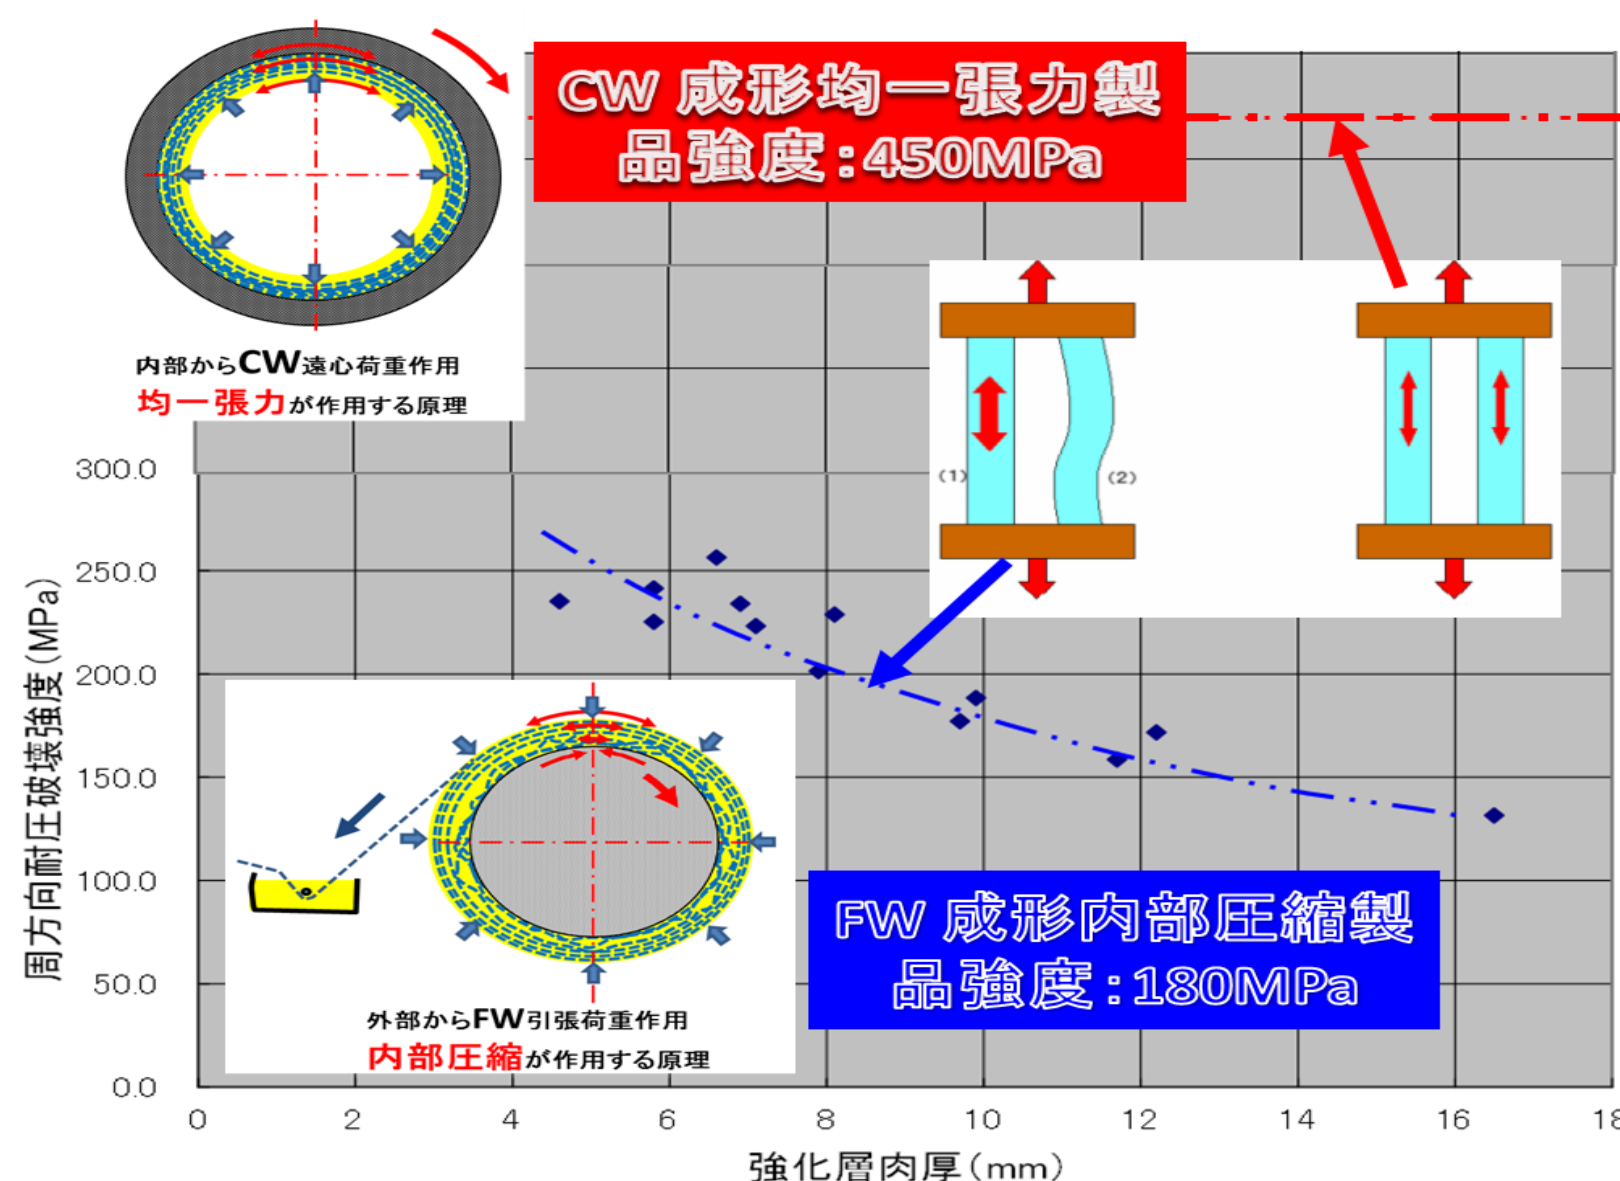 CW 成形均一張力製
品強度:450MPa
内部からCW遠心荷重作用
均一張力が作用する原理
(1)
(2)
300.0
250.0
200.0
150.0
100.0
50.0
0.0
周方向耐圧破壊強度(MPa)
外部からFW引張荷重作用
内部圧縮が作用する原理
FW 成形内部圧縮製
品強度:180MPa
0 2 4 6 8 10 12 14 16 18
強化層肉厚(mm)